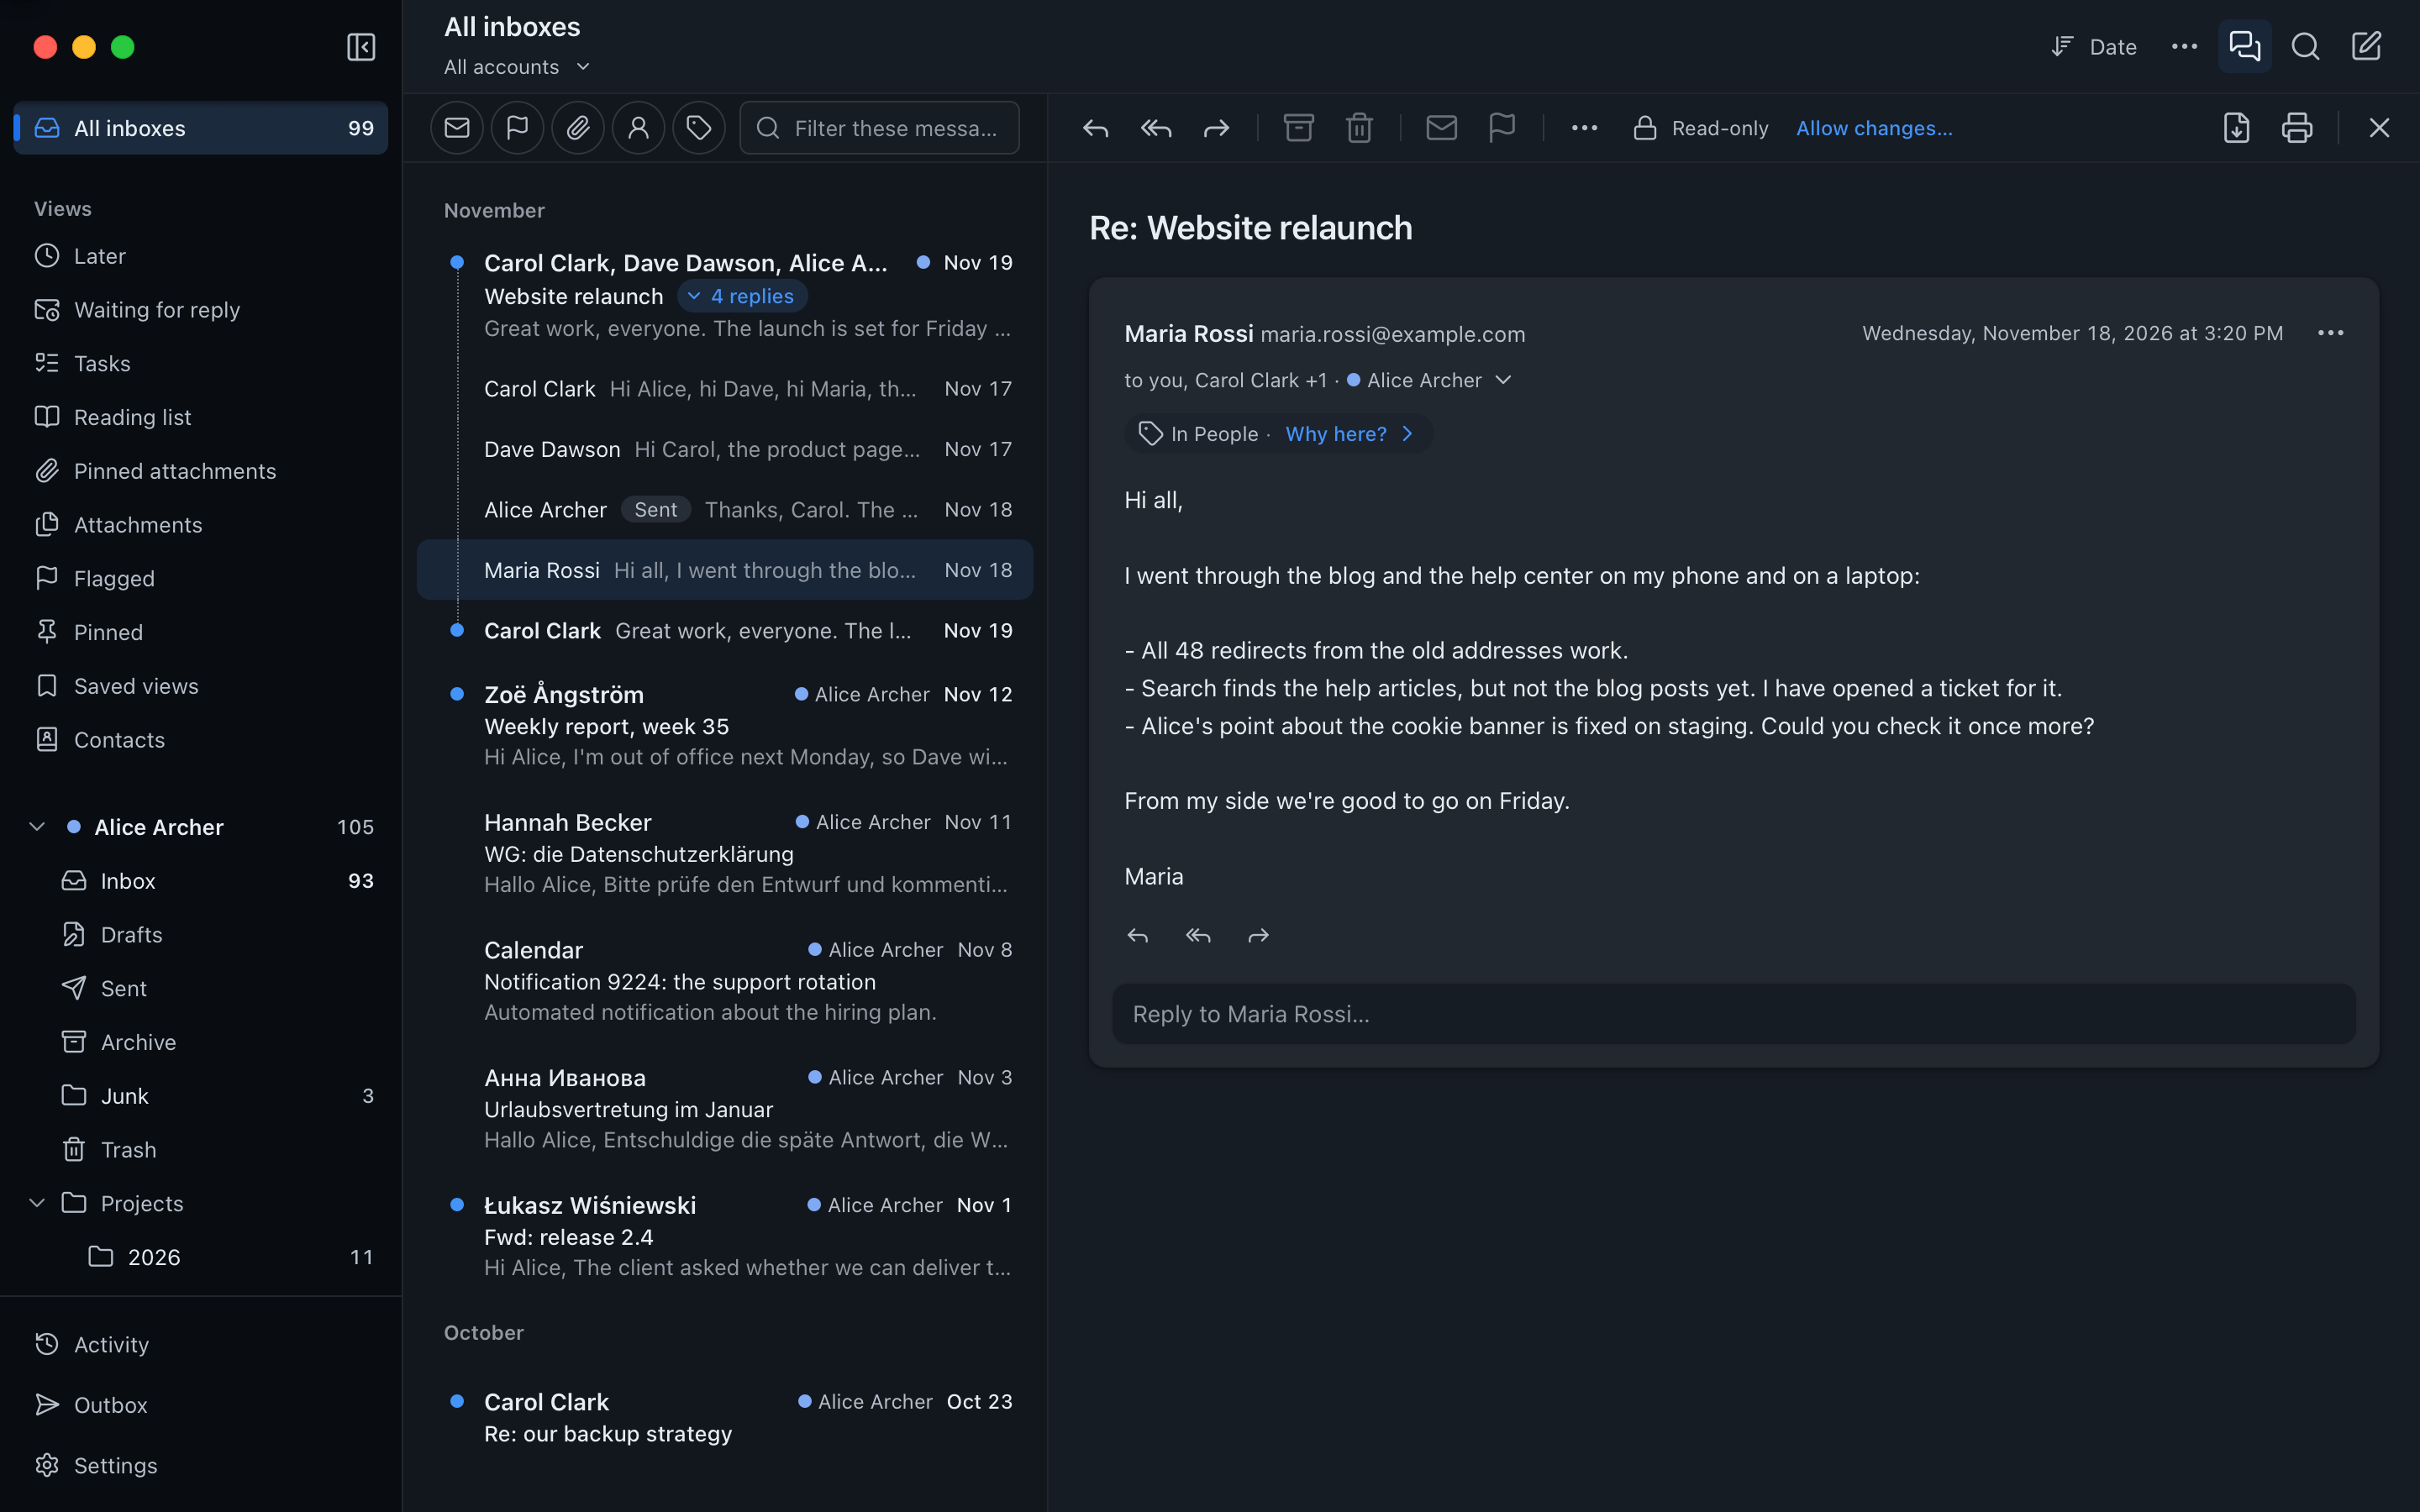 All inboxes 99
Views
Later
Waiting for reply
Tasks
Reading list
Pinned attachments
Attachments
Flagged
Pinned
Saved views
Contacts
Alice Archer 105
Inbox 93
Drafts
Sent
Archive
Junk 3
Trash
Projects
2026 11
Activity
Outbox
Settings
All inboxes
All accounts
Date
Filter these messa...
November
Carol Clark, Dave Dawson, Alice A... Nov 19
Website relaunch 4 replies
Great work, everyone. The launch is set for Friday ...
Carol Clark Hi Alice, hi Dave, hi Maria, th... Nov 17
Dave Dawson Hi Carol, the product page... Nov 17
Alice Archer Sent Thanks, Carol. The ... Nov 18
Maria Rossi Hi all, I went through the blo... Nov 18
Carol Clark Great work, everyone. The l... Nov 19
Zoë Ångström Alice Archer Nov 12
Weekly report, week 35
Hi Alice, I'm out of office next Monday, so Dave wi...
Hannah Becker Alice Archer Nov 11
WG: die Datenschutzerklärung
Hallo Alice, Bitte prüfe den Entwurf und kommenti...
Calendar Alice Archer Nov 8
Notification 9224: the support rotation
Automated notification about the hiring plan.
Анна Иванова Alice Archer Nov 3
Urlaubsvertretung im Januar
Hallo Alice, Entschuldige die späte Antwort, die W...
Łukasz Wiśniewski Alice Archer Nov 1
Fwd: release 2.4
Hi Alice, The client asked whether we can deliver t...
October
Carol Clark Alice Archer Oct 23
Re: our backup strategy
Read-only Allow changes...
Re: Website relaunch
Maria Rossi maria.rossi@example.com Wednesday, November 18, 2026 at 3:20 PM
to you, Carol Clark +1 · Alice Archer
In People · Why here?
Hi all,
I went through the blog and the help center on my phone and on a laptop:
- All 48 redirects from the old addresses work.
- Search finds the help articles, but not the blog posts yet. I have opened a ticket for it.
- Alice's point about the cookie banner is fixed on staging. Could you check it once more?
From my side we're good to go on Friday.
Maria
Reply to Maria Rossi...